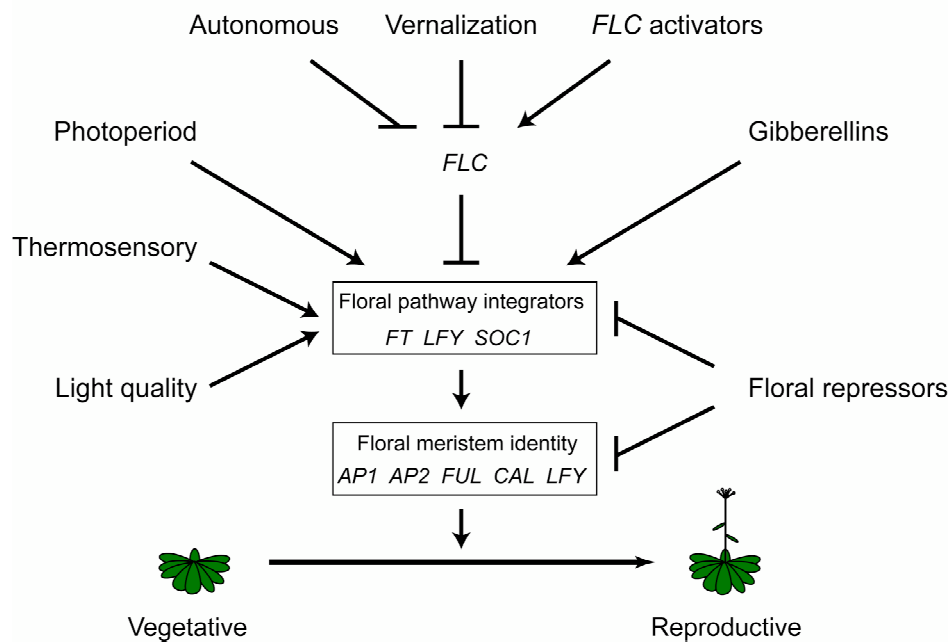 Autonomous Vernalization FLC activators
Photoperiod Gibberellins
FLC
Thermosensory
Floral pathway integrators
FT LFY SOC1
Light quality Floral repressors
Floral meristem identity
AP1 AP2 FUL CAL LFY
Vegetative Reproductive